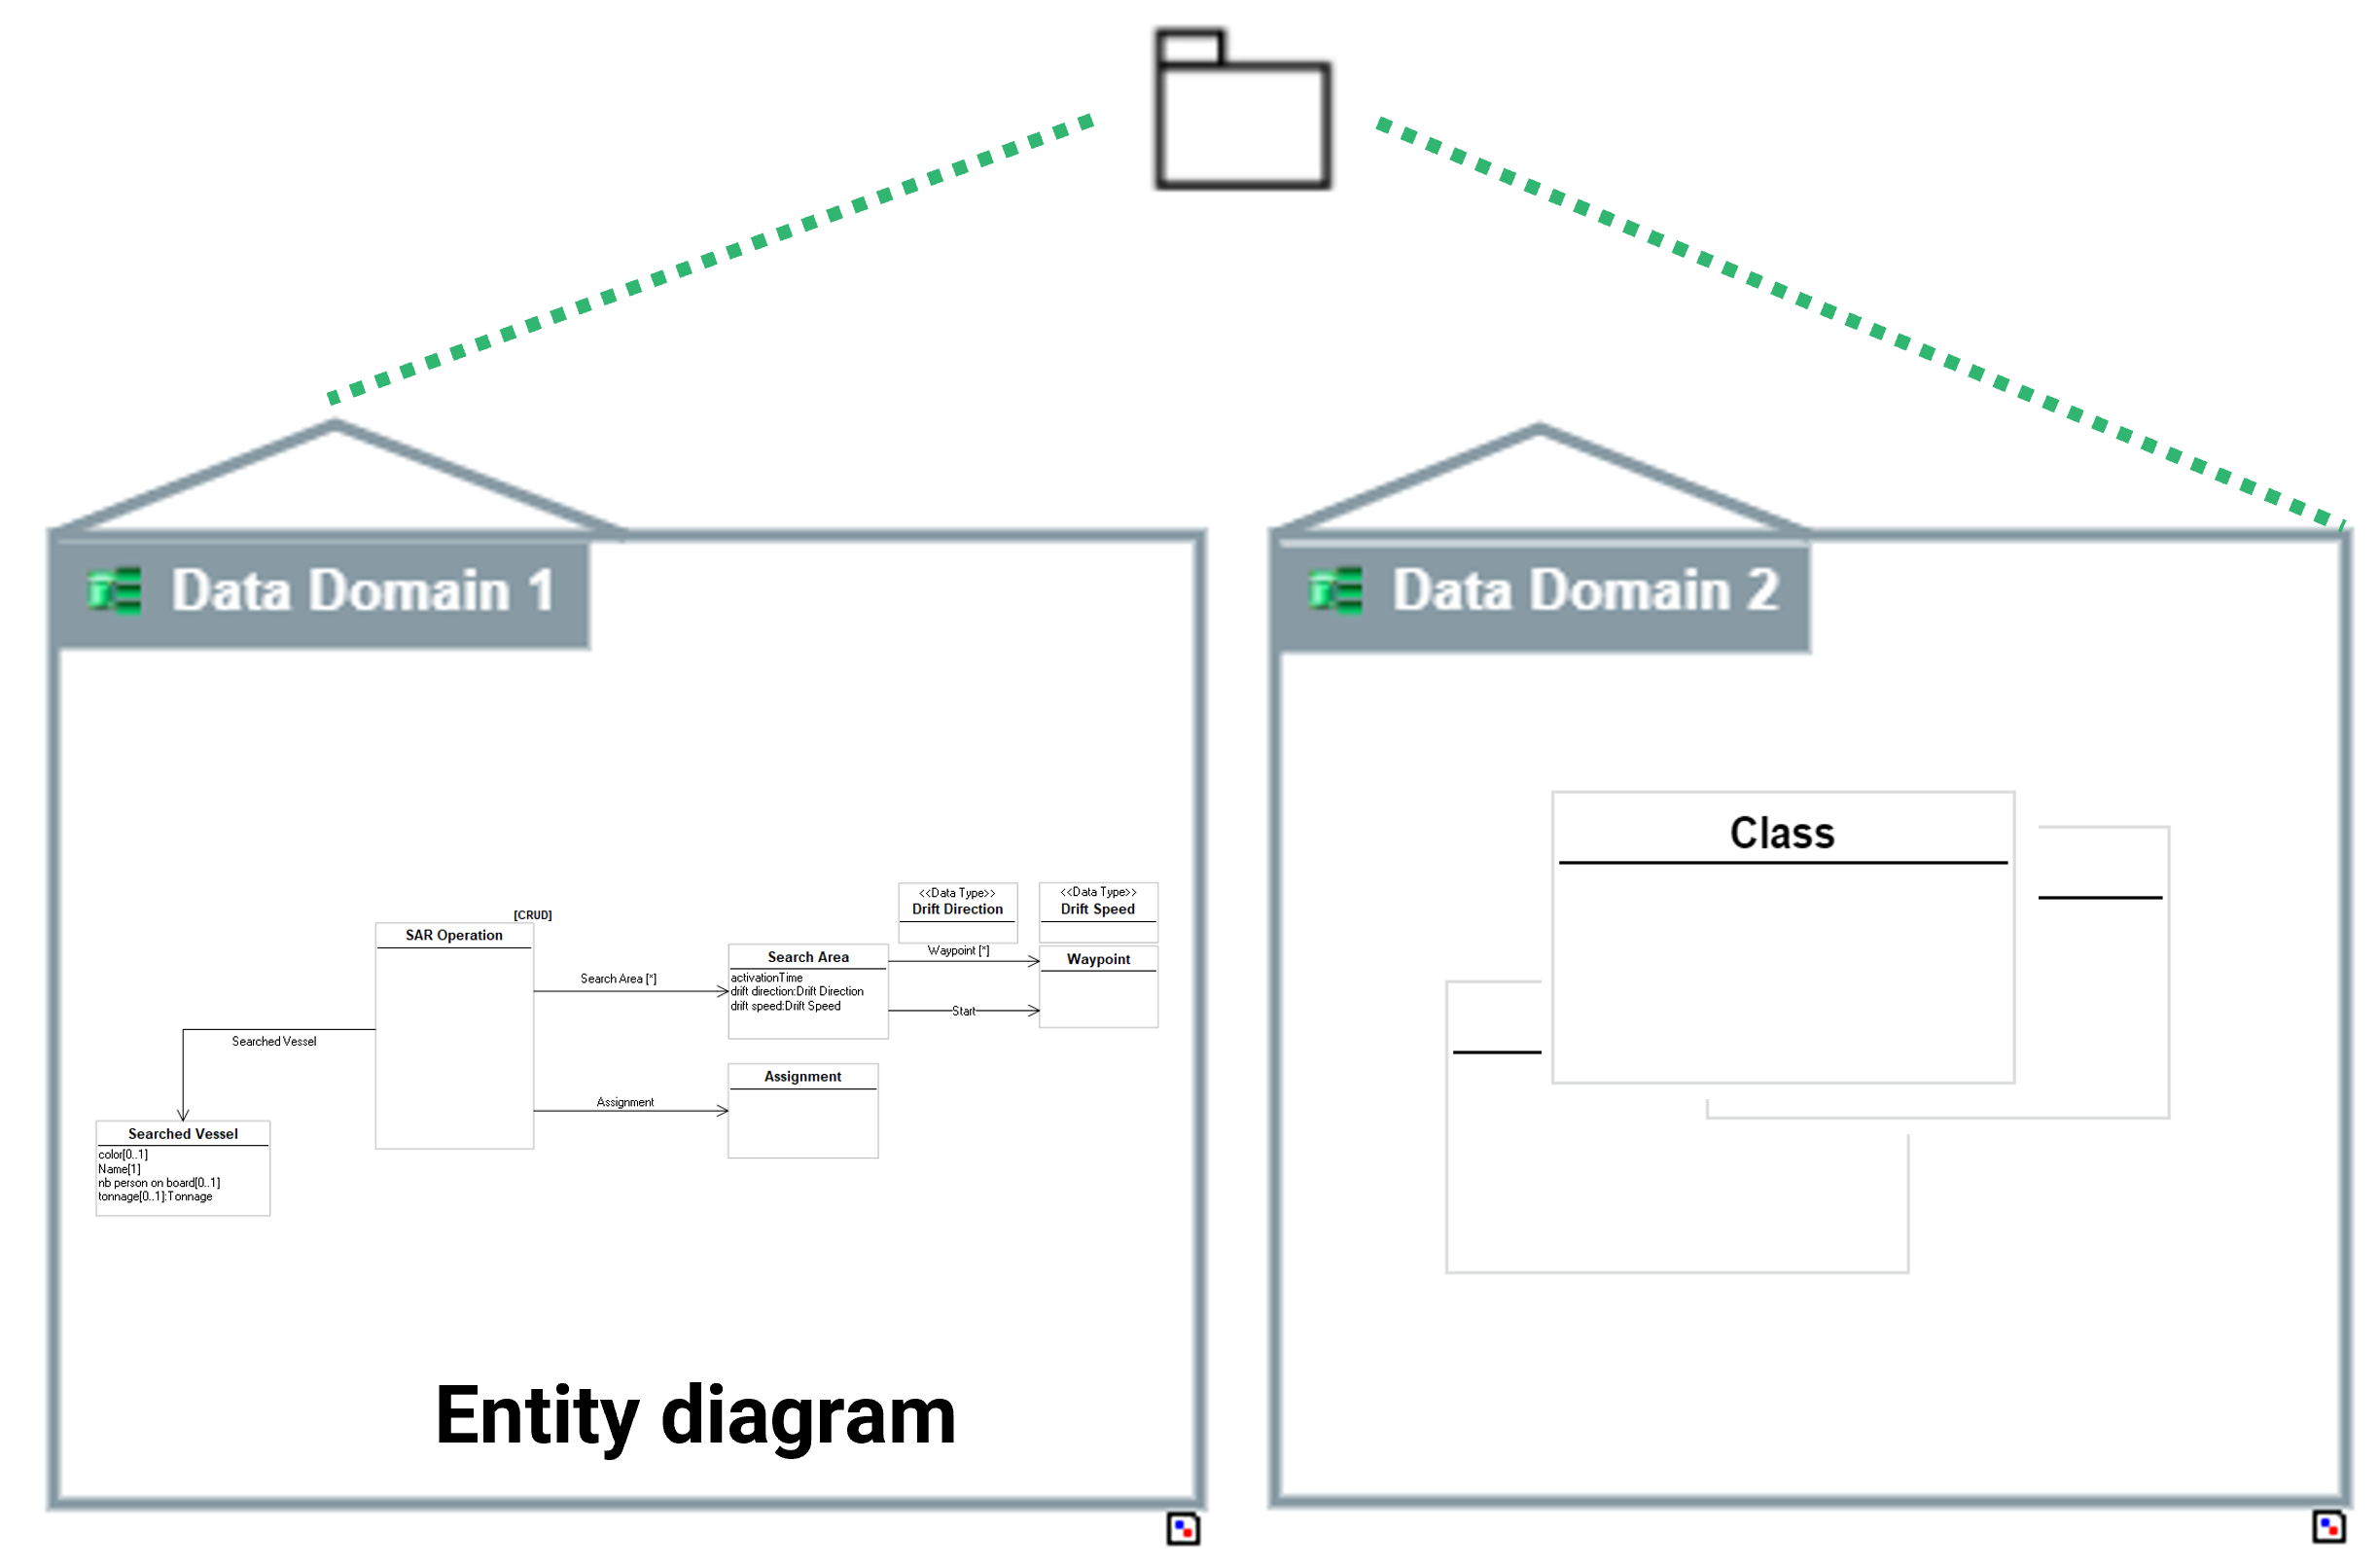 Data Domain 1
Data Domain 2
Class
<<Data Type>>
Drift Direction
<<Data Type>>
Drift Speed
[CRUD]
SAR Operation
Search Area [*]
Search Area
activationTime
drift direction:Drift Direction
drift speed:Drift Speed
Waypoint [*]
Waypoint
Start
Searched Vessel
Assignment
Assignment
Searched Vessel
color[0..1]
Name[1]
nb person on board[0..1]
tonnage[0..1]:Tonnage
Entity diagram